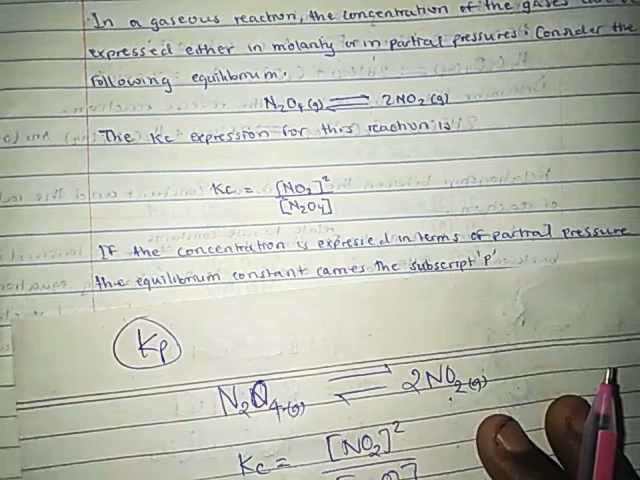 In a gaseous reaction, the concentration of the gases
expressed either in molarity or in partial pressures. Consider the
following equilibrium.
N₂O₄(g) ⇌ 2NO₂(g)
The Kc expression for this reaction is
Kc = [NO₂]²
[N₂O₄]
If the concentration is expressed in terms of partial pressure
the equilibrium constant carries the subscript 'p'
Kp
N₂O₄(g) ⇌ 2NO₂(g)
Kc = [NO₂]²